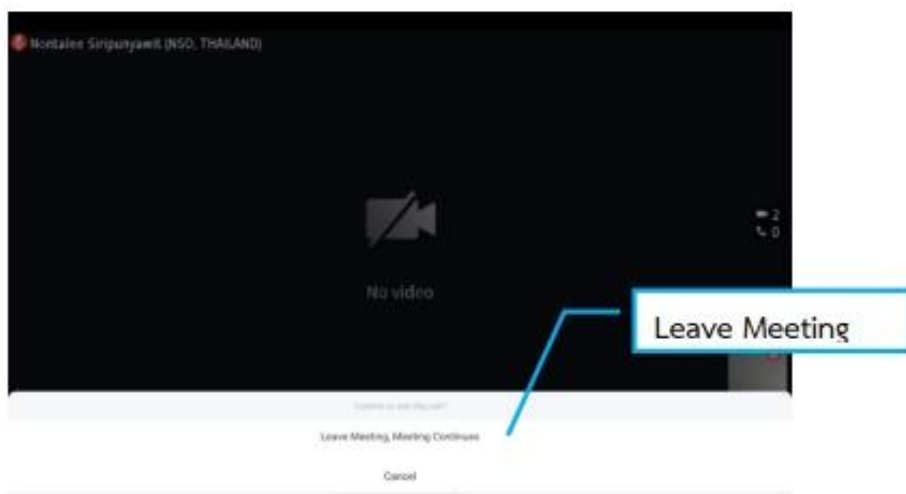 Nontalee Siripunyawit (NSO, THAILAND)
2
0
No video
Leave Meeting
Leave Meeting, Meeting Continues
Cancel